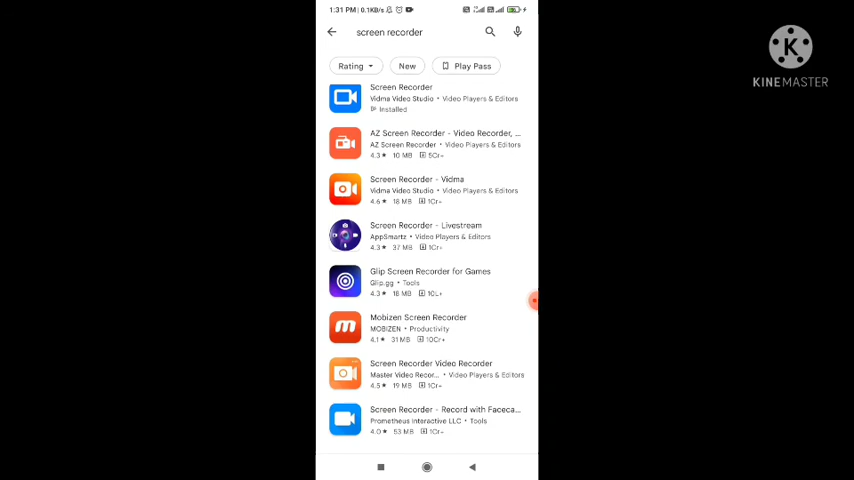 1:31 PM | 0.1KB/s
screen recorder
Rating
New
Play Pass
Screen Recorder
Vidma Video Studio • Video Players & Editors
Installed
AZ Screen Recorder - Video Recorder, ...
AZ Screen Recorder • Video Players & Editors
4.3★ 10 MB 5Cr+
Screen Recorder - Vidma
Vidma Video Studio • Video Players & Editors
4.6★ 18 MB 1Cr+
Screen Recorder - Livestream
AppSmartz • Video Players & Editors
4.3★ 37 MB 1Cr+
Glip Screen Recorder for Games
Glip.gg • Tools
4.3★ 18 MB 10L+
Mobizen Screen Recorder
MOBIZEN • Productivity
4.1★ 31 MB 10Cr+
Screen Recorder Video Recorder
Master Video Recor... • Video Players & Editors
4.5★ 19 MB 1Cr+
Screen Recorder - Record with Faceca...
Prometheus Interactive LLC • Tools
4.0★ 53 MB 1Cr+
K
KINEMASTER